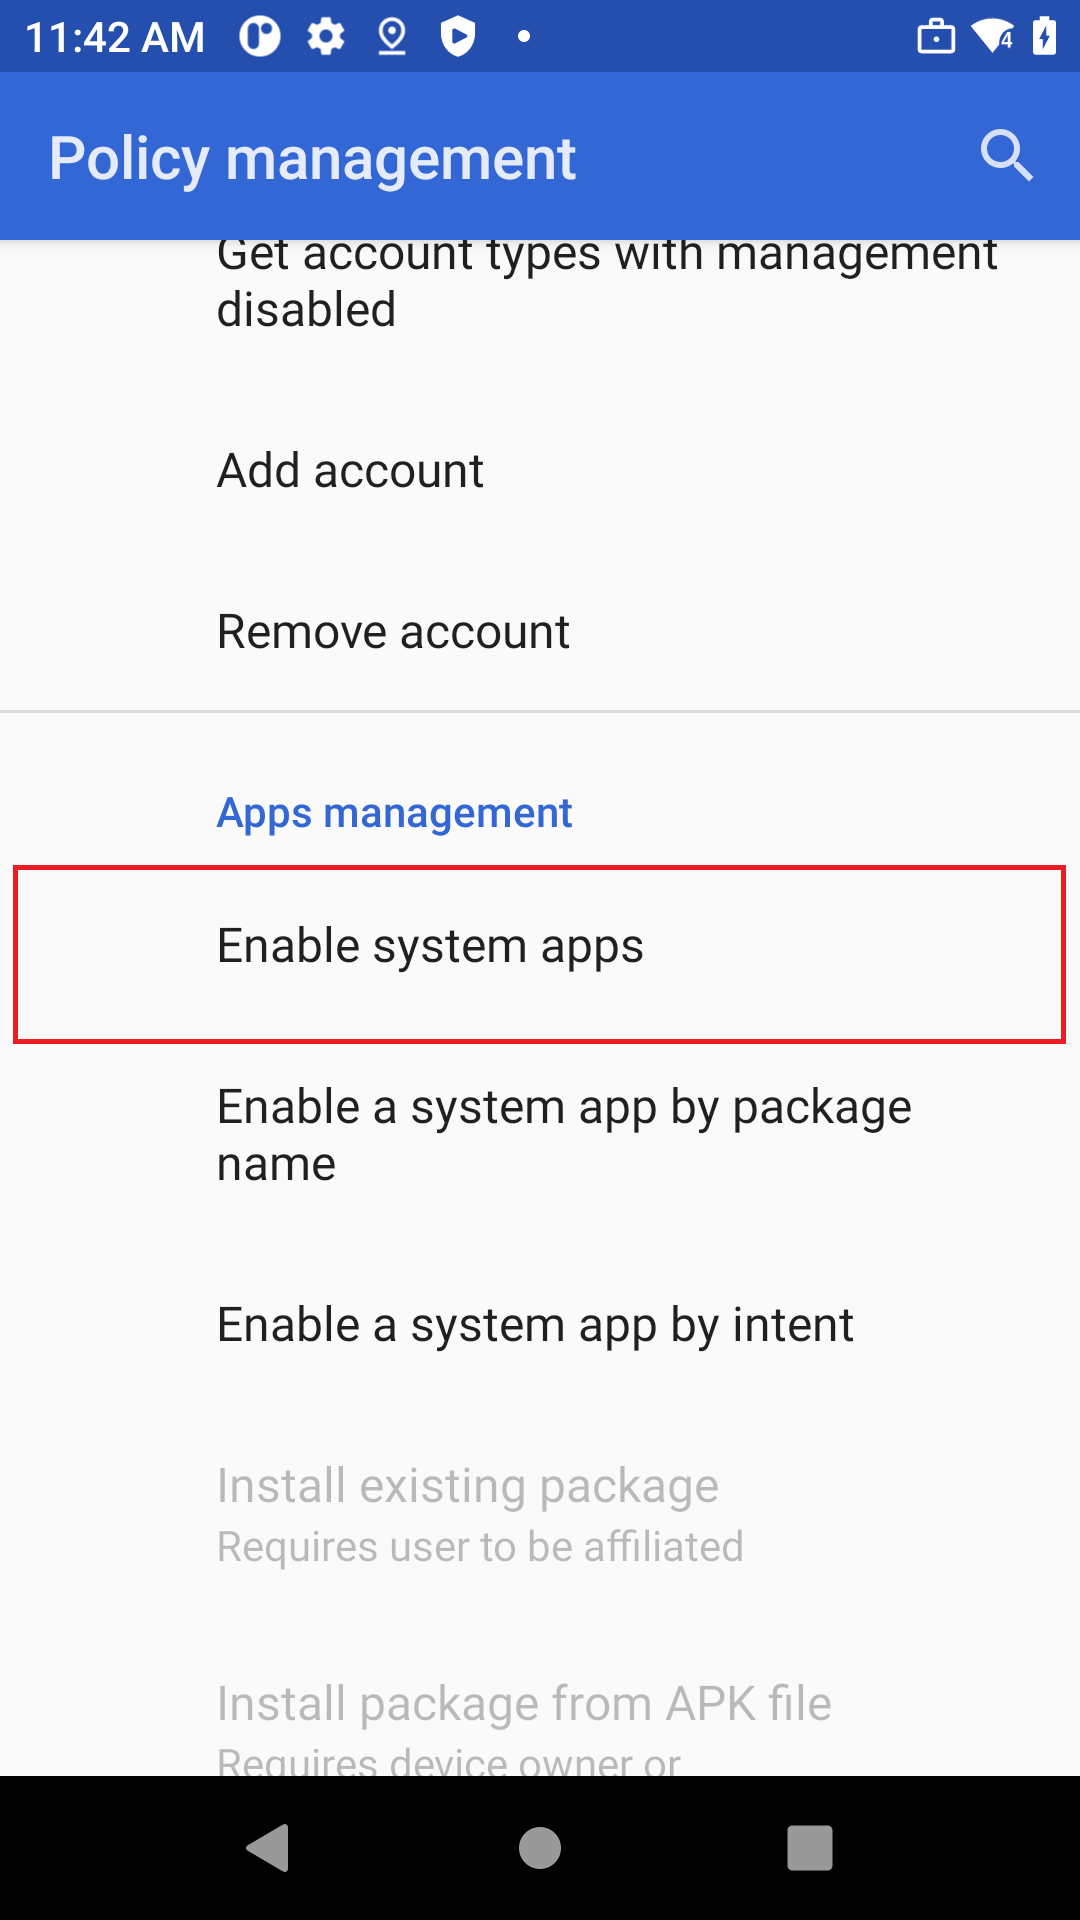 11:42 AM
4
Policy management
Get account types with management
disabled
Add account
Remove account
Apps management
Enable system apps
Enable a system app by package
name
Enable a system app by intent
Install existing package
Requires user to be affiliated
Install package from APK file
Requires device owner or